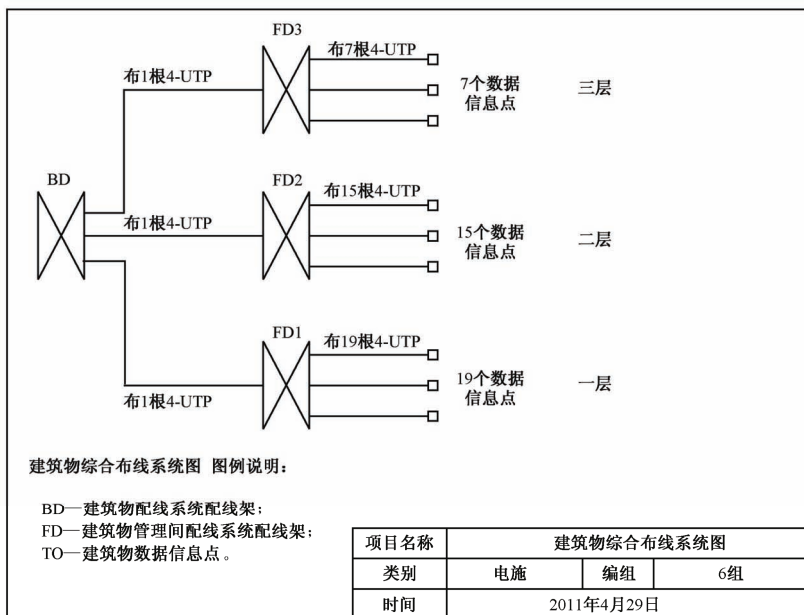 FD3
布7根4-UTP
布1根4-UTP
7个数据
信息点
三层
BD
FD2
布15根4-UTP
布1根4-UTP
15个数据
信息点
二层
FD1
布19根4-UTP
布1根4-UTP
19个数据
信息点
一层
建筑物综合布线系统图 图例说明：
BD—建筑物配线系统配线架；
FD—建筑物管理间配线系统配线架；
TO—建筑物数据信息点。
项目名称 建筑物综合布线系统图
类别 电施 编组 6组
时间 2011年4月29日